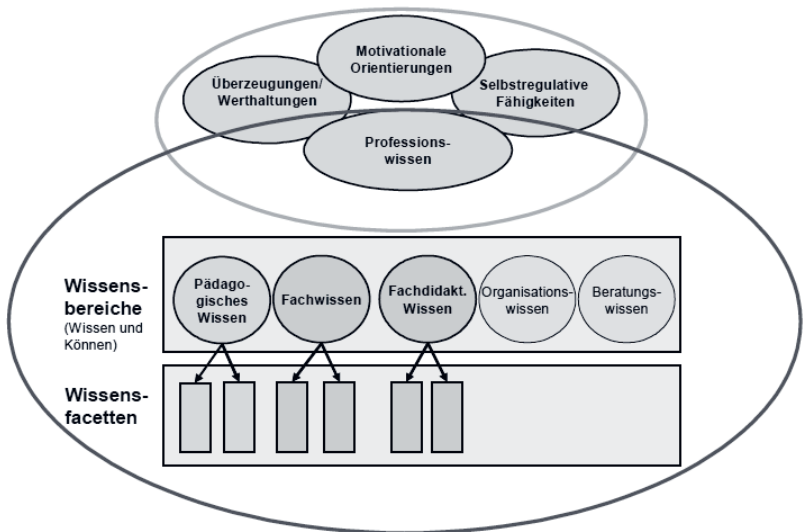 Motivationale
Orientierungen
Überzeugungen/
Werthaltungen
Selbstregulative
Fähigkeiten
Professions-
wissen
Wissens-
bereiche
(Wissen und
Können)
Pädago-
gisches
Wissen
Fachwissen
Fachdidakt.
Wissen
Organisations-
wissen
Beratungs-
wissen
Wissens-
facetten